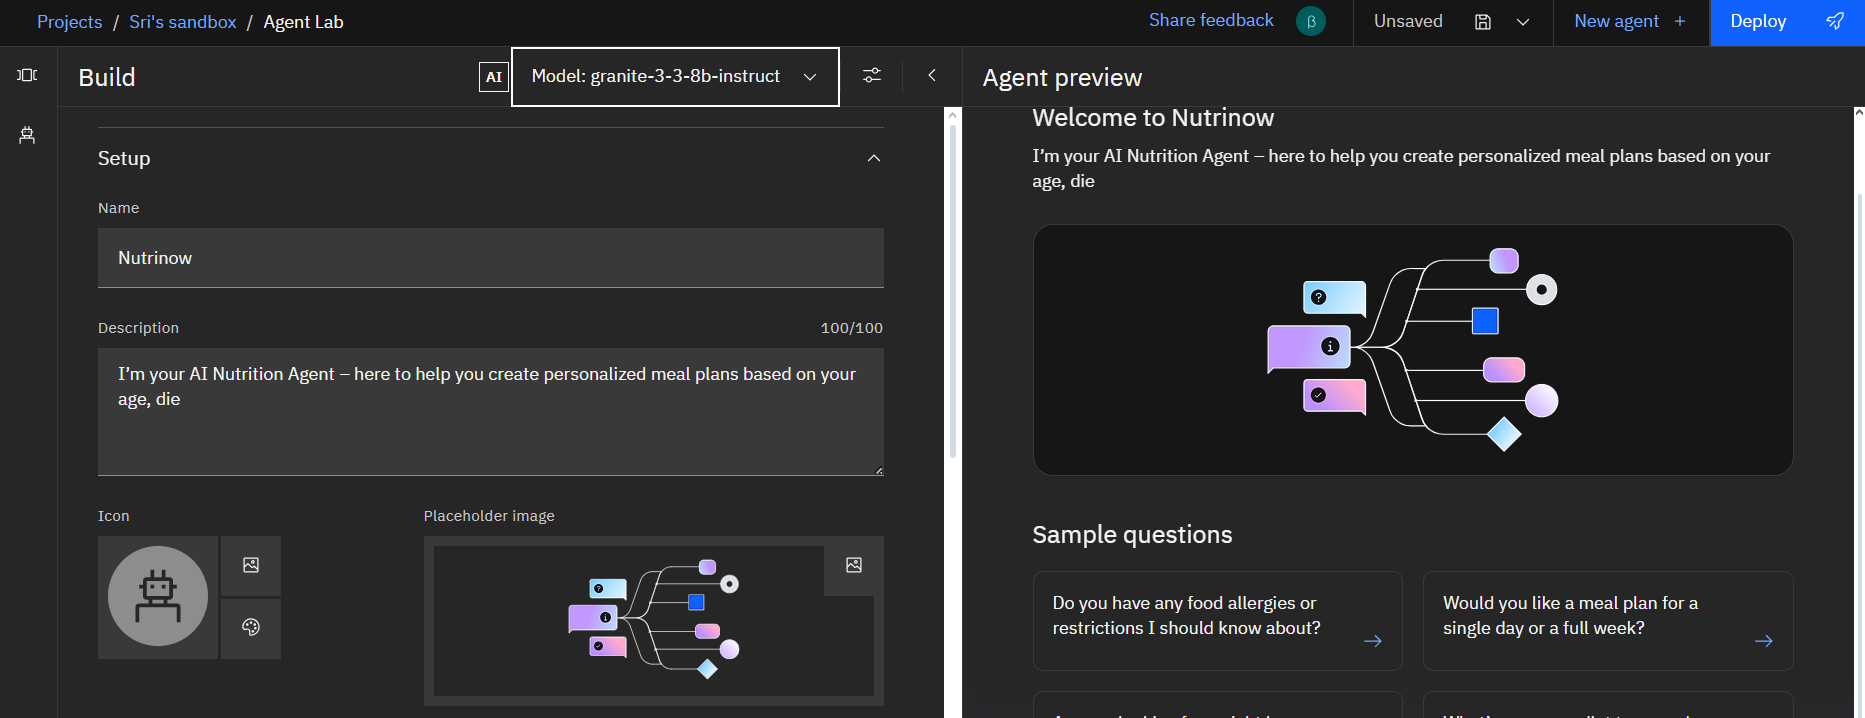 Projects / Sri's sandbox / Agent Lab
Share feedback
β
Unsaved
New agent +
Deploy
Build
AI
Model: granite-3-3-8b-instruct
Agent preview
Setup
Name
Nutrinow
Description
100/100
I'm your AI Nutrition Agent – here to help you create personalized meal plans based on your
age, die
Icon
Placeholder image
Welcome to Nutrinow
I'm your AI Nutrition Agent – here to help you create personalized meal plans based on your
age, die
Sample questions
Do you have any food allergies or
restrictions I should know about?
Would you like a meal plan for a
single day or a full week?